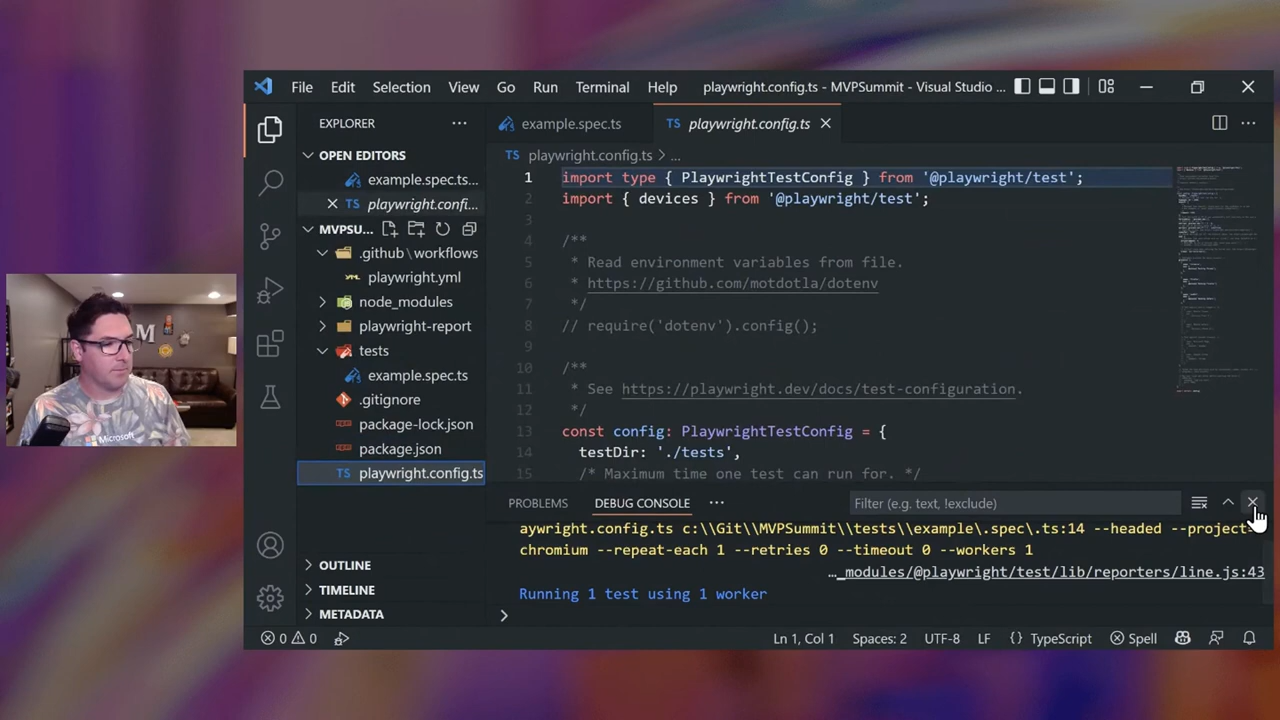 File Edit Selection View Go Run Terminal Help playwright.config.ts - MVPSummit - Visual Studio ...
EXPLORER
OPEN EDITORS
example.spec.ts...
TS playwright.confi...
MVPSU...
.github\workflows
playwright.yml
node_modules
playwright-report
tests
example.spec.ts
.gitignore
package-lock.json
package.json
TS playwright.config.ts
OUTLINE
TIMELINE
METADATA
example.spec.ts TS playwright.config.ts
TS playwright.config.ts > ...
1 import type { PlaywrightTestConfig } from '@playwright/test';
2 import { devices } from '@playwright/test';
3
4 /**
5 * Read environment variables from file.
6 * https://github.com/motdotla/dotenv
7 */
8 // require('dotenv').config();
9
10 /**
11 * See https://playwright.dev/docs/test-configuration.
12 */
13 const config: PlaywrightTestConfig = {
14 testDir: './tests',
15 /* Maximum time one test can run for. */
PROBLEMS DEBUG CONSOLE ... Filter (e.g. text, !exclude)
aywright.config.ts c:\\Git\\MVPSummit\\tests\\example\.spec\.ts:14 --headed --project=
chromium --repeat-each 1 --retries 0 --timeout 0 --workers 1
…_modules/@playwright/test/lib/reporters/line.js:43
Running 1 test using 1 worker
>
0 0 Ln 1, Col 1 Spaces: 2 UTF-8 LF {} TypeScript Spell
M
Microsoft